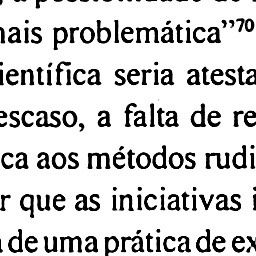 nais problemática”⁷⁰
ientífica seria atesta
escaso, a falta de re
ca aos métodos rudi
r que as iniciativas i
de uma prática de ex